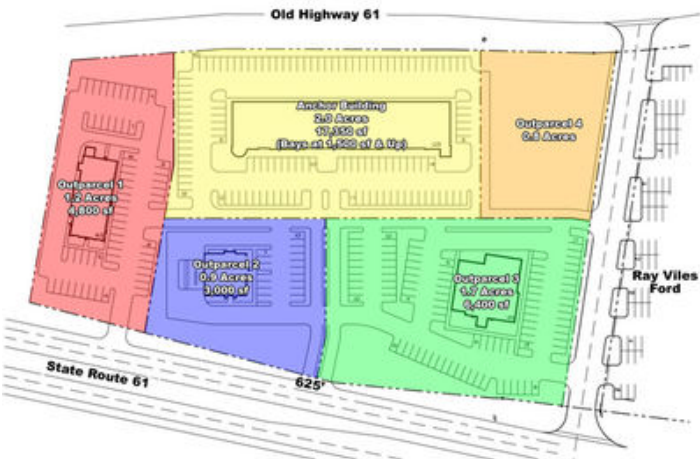 Old Highway 61
Anchor Building
2.0 Acres
17,350 sf
(Bays at 1,500 sf & Up)
Outparcel 4
0.8 Acres
Outparcel 1
1.2 Acres
4,800 sf
Outparcel 2
0.9 Acres
3,000 sf
Outparcel 3
1.7 Acres
6,400 sf
Ray Viles
Ford
State Route 61
625'